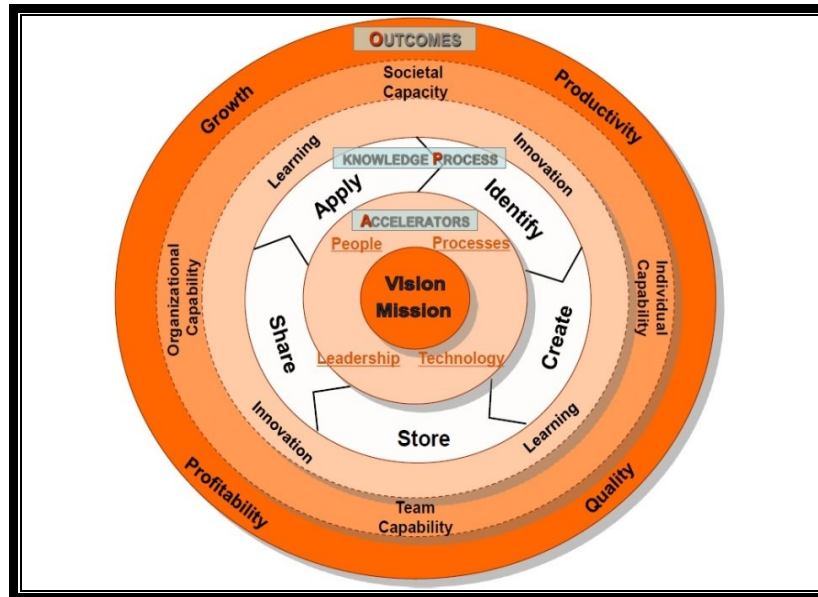 OUTCOMES
Societal
Capacity
Growth
Productivity
Learning
Innovation
KNOWLEDGE PROCESS
Apply
Identify
ACCELERATORS
People
Processes
Vision
Mission
Organizational
Capability
Individual
Capability
Share
Create
Leadership
Technology
Store
Innovation
Learning
Profitability
Quality
Team
Capability